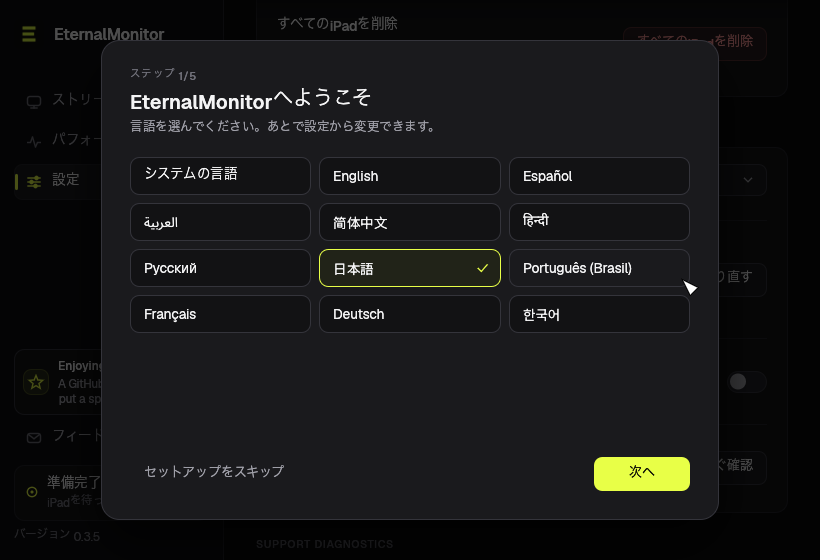 EternalMonitor
ストリー
パフォー
設定
Enjoying
A GitHub
put a sp
フィート
準備完了
iPadを待っ
バージョン 0.3.5
すべてのiPadを削除
を削除
り直す
ぐ確認
SUPPORT DIAGNOSTICS
ステップ 1/5
EternalMonitorへようこそ
言語を選んでください。あとで設定から変更できます。
システムの言語
English
Español
العربية
简体中文
हिन्दी
Русский
日本語
Português (Brasil)
Français
Deutsch
한국어
セットアップをスキップ
次へ